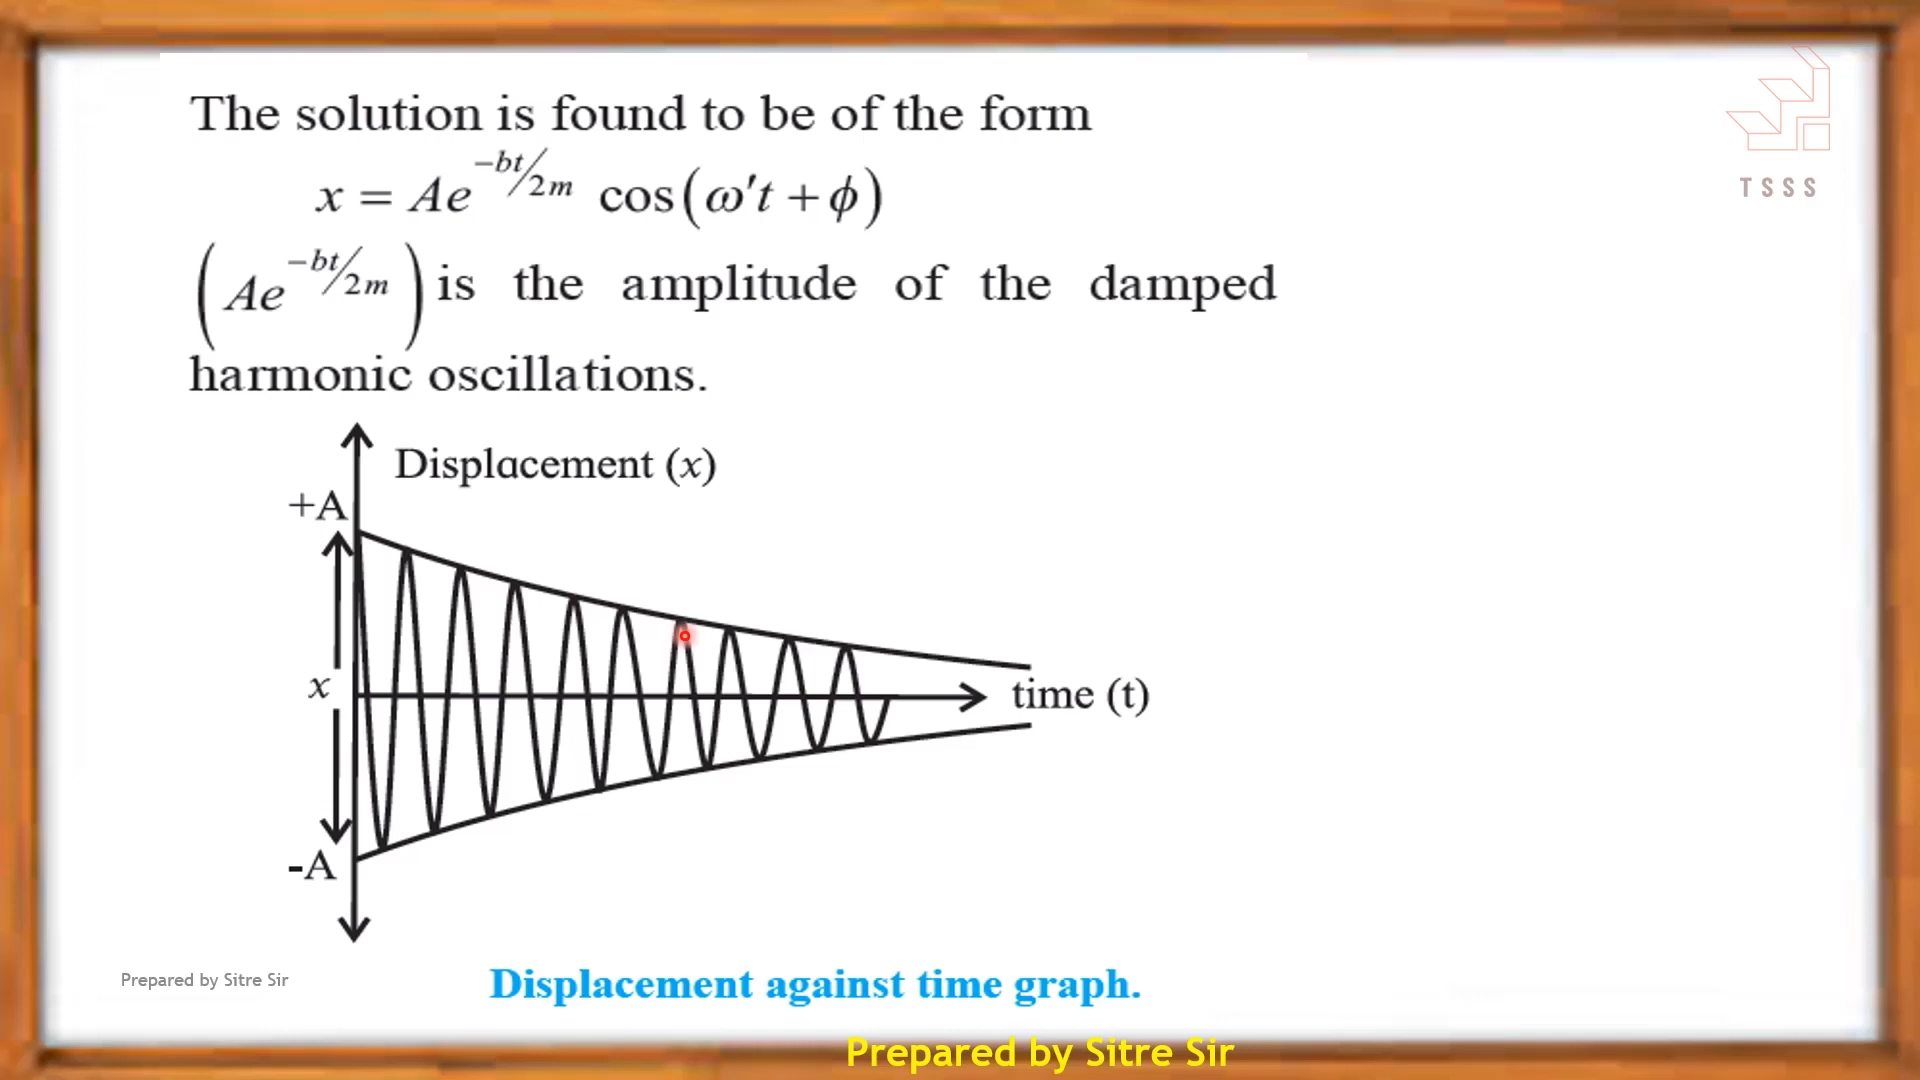 The solution is found to be of the form
x = Ae^{-bt/2m} cos(ω't + ϕ)
(Ae^{-bt/2m}) is the amplitude of the damped
harmonic oscillations.
TSSS
Displacement (x)
+A
x
time (t)
-A
Prepared by Sitre Sir
Displacement against time graph.
Prepared by Sitre Sir